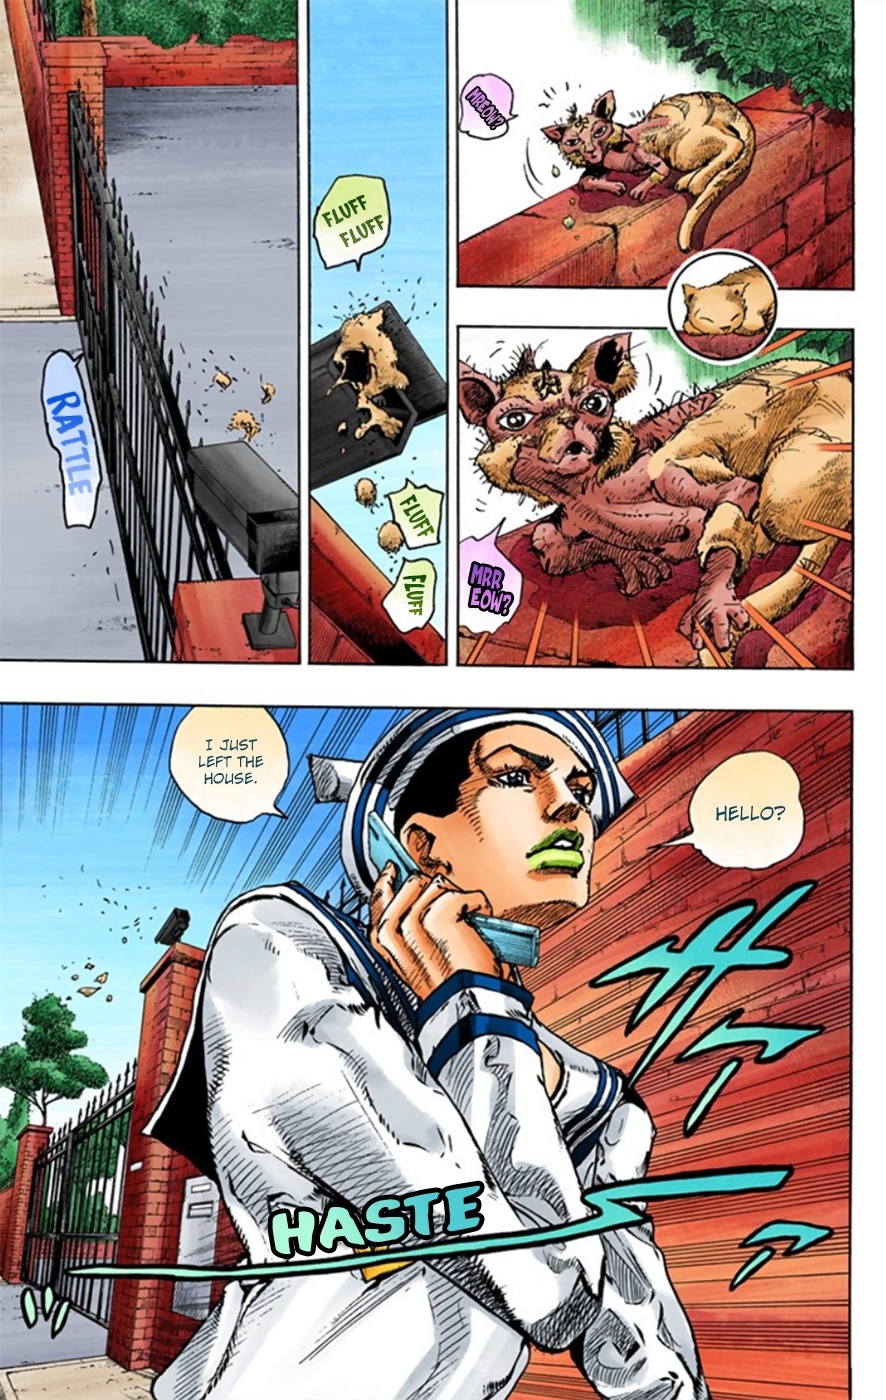 MREOW?
MRR
EOW?
FLUFF
FLUFF
FLUFF
FLUFF
RATTLE
HELLO?
I JUST
LEFT THE
HOUSE.
HASTE